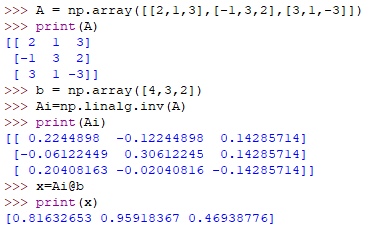 >>> A = np.array([[2,1,3],[-1,3,2],[3,1,-3]])
>>> print(A)
[[ 2  1  3]
 [-1  3  2]
 [ 3  1 -3]]
>>> b = np.array([4,3,2])
>>> Ai=np.linalg.inv(A)
>>> print(Ai)
[[ 0.2244898  -0.12244898  0.14285714]
 [-0.06122449  0.30612245  0.14285714]
 [ 0.20408163 -0.02040816 -0.14285714]]
>>> x=Ai@b
>>> print(x)
[0.81632653 0.95918367 0.46938776]